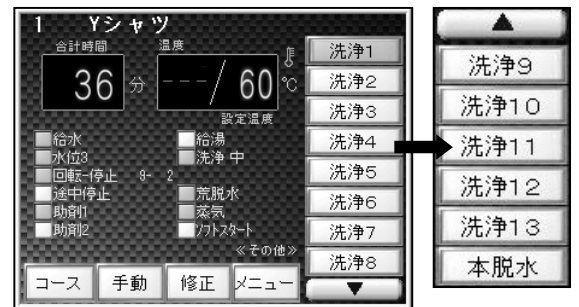 1 Yシャツ
合計時間 温度
36 分 ---/60 ℃
設定温度
給水 給湯
水位3 洗浄 中
回転-停止 9- 2
途中停止 荒脱水
助剤1 蒸気
助剤2 ソフトスタート
≪その他≫
コース 手動 修正 メニュー
洗浄1
洗浄2
洗浄3
洗浄4
洗浄5
洗浄6
洗浄7
洗浄8
▼
▲
洗浄9
洗浄10
洗浄11
洗浄12
洗浄13
本脱水